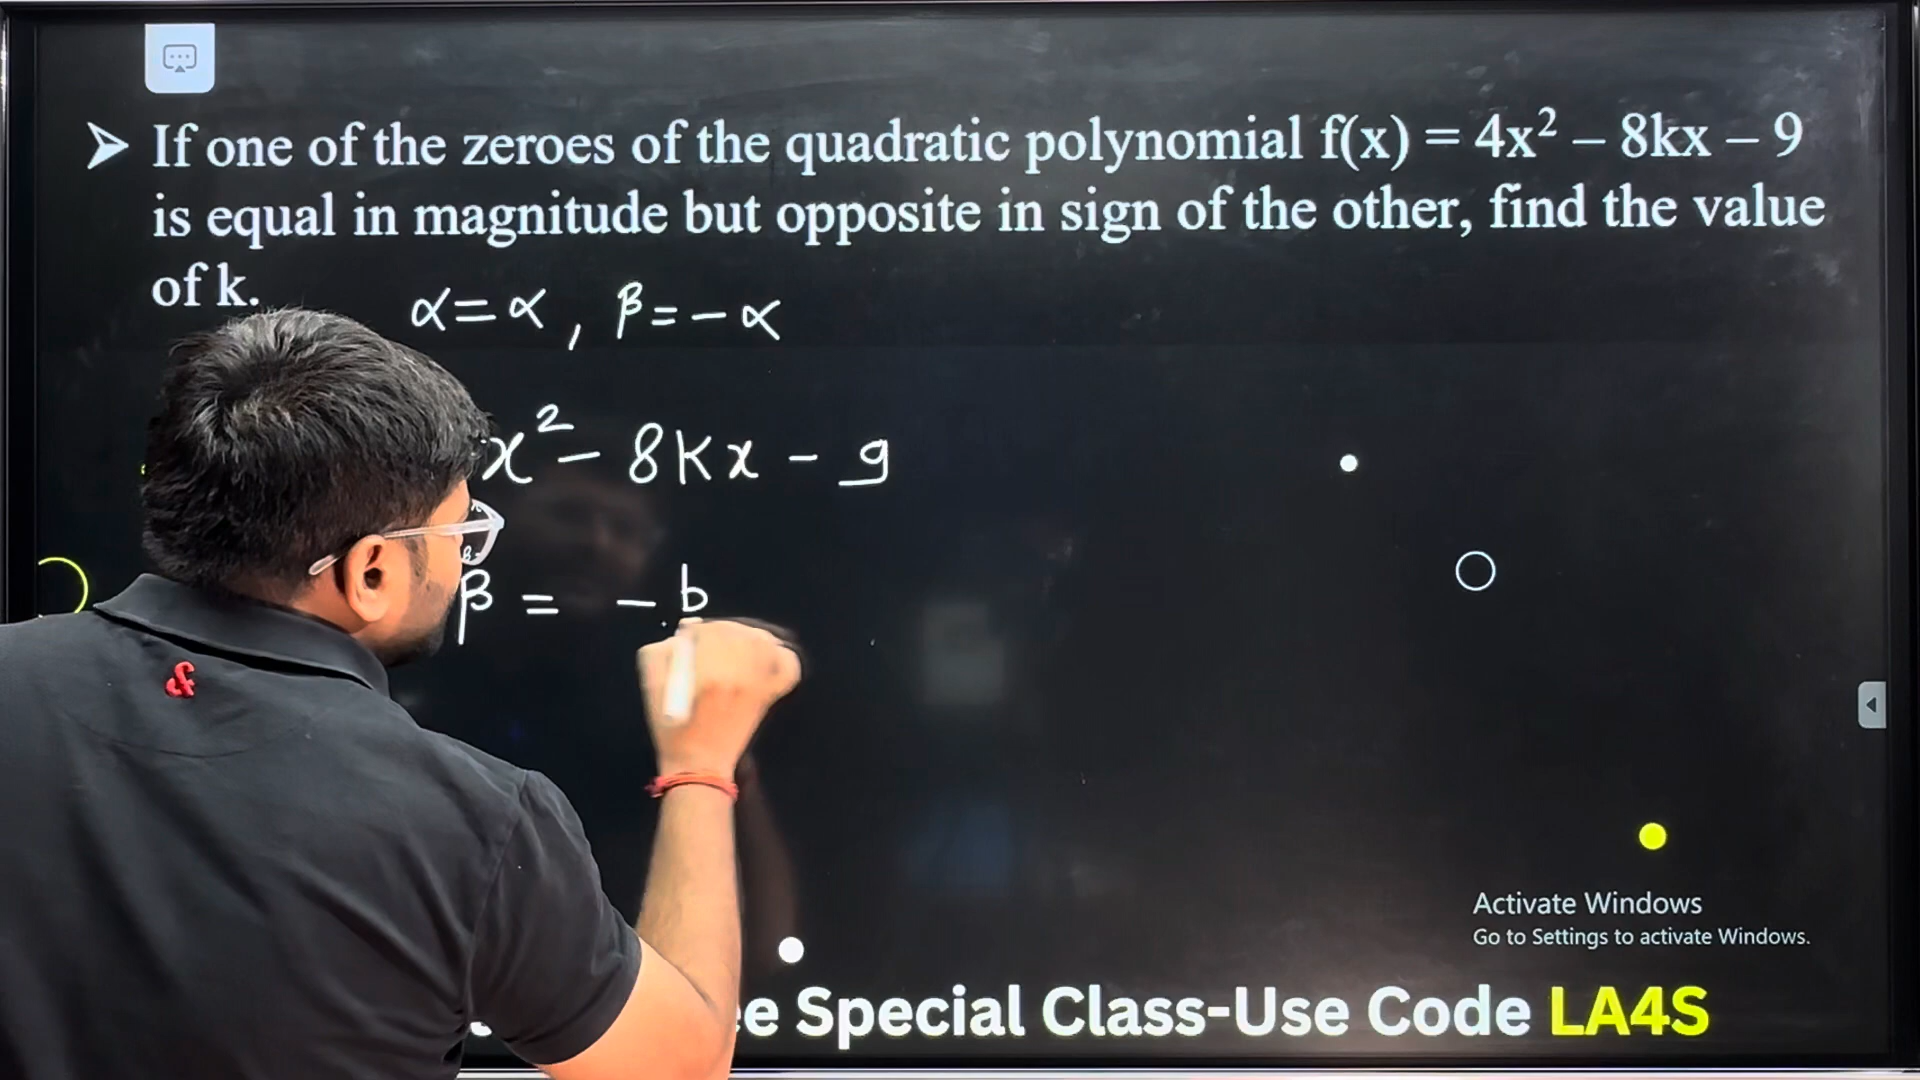 ➤ If one of the zeroes of the quadratic polynomial f(x) = 4x² – 8kx – 9
is equal in magnitude but opposite in sign of the other, find the value
of k.
α=α, β=-α
x² - 8kx - 9
β = - b
Activate Windows
Go to Settings to activate Windows.
Special Class-Use Code LA4S